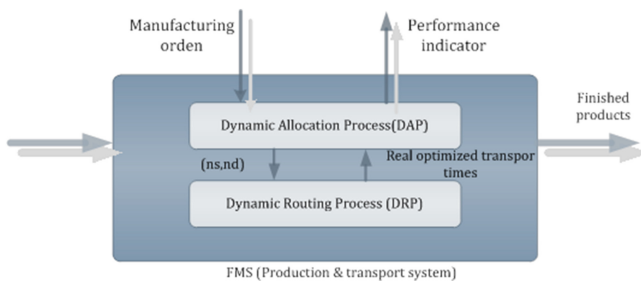 Manufacturing
orden
Performance
indicator
Finished
products
Dynamic Allocation Process(DAP)
(ns,nd)
Real optimized transpor
times
Dynamic Routing Process (DRP)
FMS (Production & transport system)